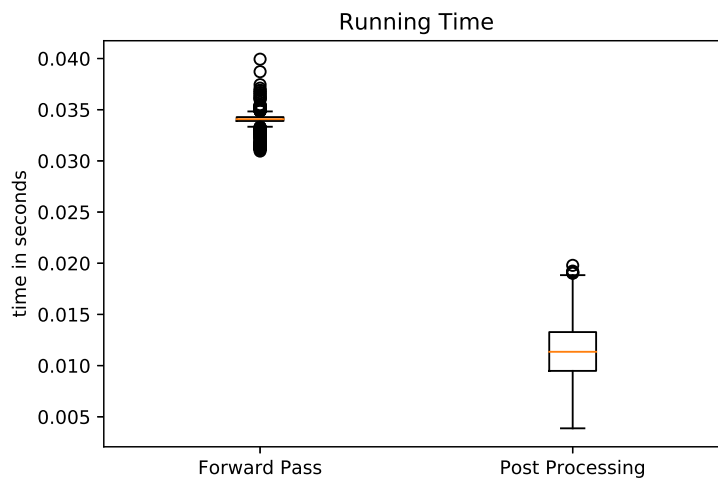 Running Time
0.040
0.035
0.030
0.025
0.020
0.015
0.010
0.005
time in seconds
Forward Pass
Post Processing